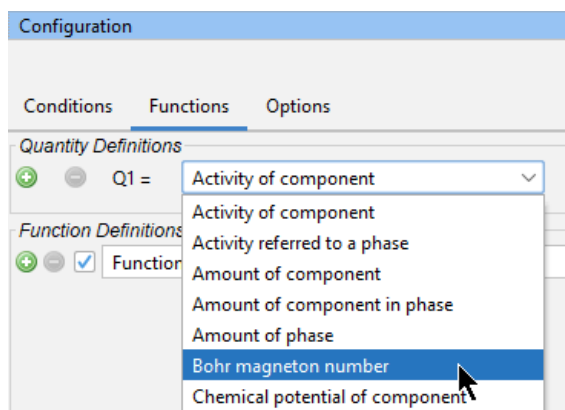 Configuration
Conditions Functions Options
Quantity Definitions
Q1 = Activity of component
Activity of component
Activity referred to a phase
Amount of component
Amount of component in phase
Amount of phase
Bohr magneton number
Chemical potential of component
Function Definitions
Function